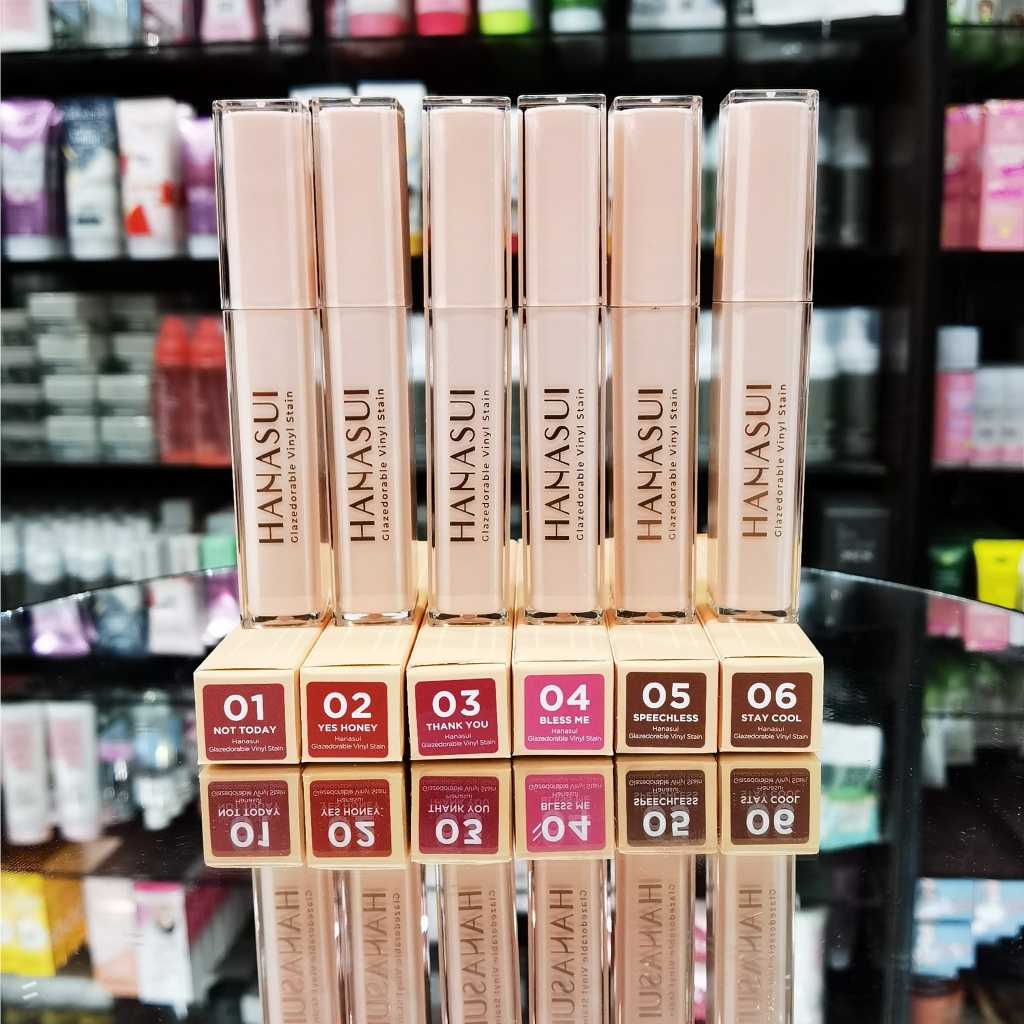 HANASUI
Glazedorable Vinyl Stain
HANASUI
Glazedorable Vinyl Stain
HANASUI
Glazedorable Vinyl Stain
HANASUI
Glazedorable Vinyl Stain
HANASUI
Glazedorable Vinyl Stain
HANASUI
Glazedorable Vinyl Stain
01
NOT TODAY
Hanasui
Glazedorable Vinyl Stain
02
YES HONEY
Hanasui
Glazedorable Vinyl Stain
03
THANK YOU
Hanasui
Glazedorable Vinyl Stain
04
BLESS ME
Hanasui
Glazedorable Vinyl Stain
05
SPEECHLESS
Hanasui
Glazedorable Vinyl Stain
06
STAY COOL
Hanasui
Glazedorable Vinyl Stain